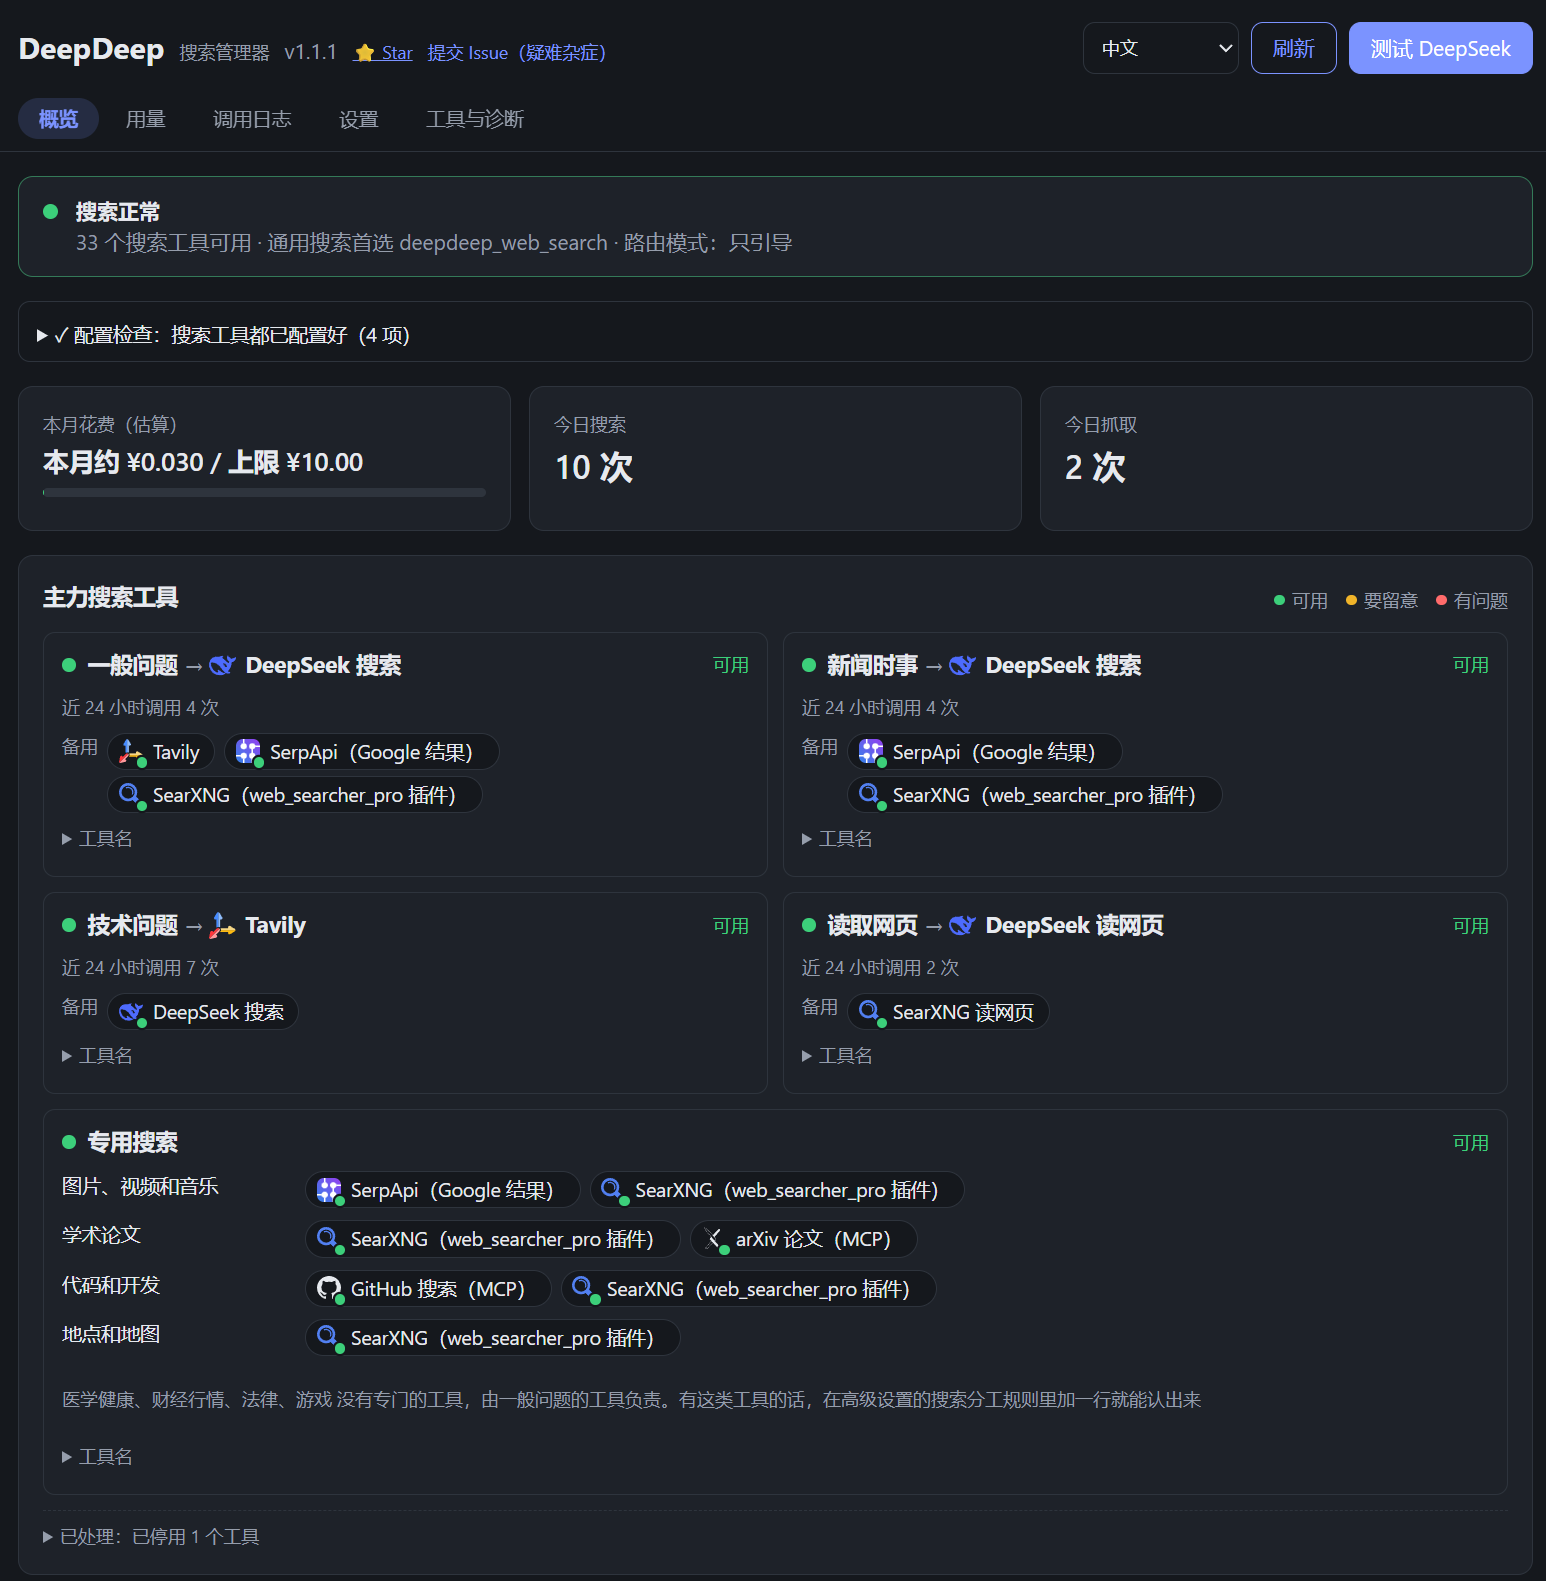 DeepDeep 搜索管理器 v1.1.1 Star 提交 Issue（疑难杂症） 中文 刷新 测试 DeepSeek
概览 用量 调用日志 设置 工具与诊断
搜索正常
33 个搜索工具可用 · 通用搜索首选 deepdeep_web_search · 路由模式：只引导
▶ ✓ 配置检查：搜索工具都已配置好（4 项）
本月花费（估算）
本月约 ¥0.030 / 上限 ¥10.00
今日搜索
10 次
今日抓取
2 次
主力搜索工具 可用 要留意 有问题
一般问题 → DeepSeek 搜索 可用
近 24 小时调用 4 次
备用 Tavily SerpApi（Google 结果）
SearXNG（web_searcher_pro 插件）
▶ 工具名
新闻时事 → DeepSeek 搜索 可用
近 24 小时调用 4 次
备用 SerpApi（Google 结果）
SearXNG（web_searcher_pro 插件）
▶ 工具名
技术问题 → Tavily 可用
近 24 小时调用 7 次
备用 DeepSeek 搜索
▶ 工具名
读取网页 → DeepSeek 读网页 可用
近 24 小时调用 2 次
备用 SearXNG 读网页
▶ 工具名
专用搜索 可用
图片、视频和音乐 SerpApi（Google 结果） SearXNG（web_searcher_pro 插件）
学术论文 SearXNG（web_searcher_pro 插件） arXiv 论文（MCP）
代码和开发 GitHub 搜索（MCP） SearXNG（web_searcher_pro 插件）
地点和地图 SearXNG（web_searcher_pro 插件）
医学健康、财经行情、法律、游戏 没有专门的工具，由一般问题的工具负责。有这类工具的话，在高级设置的搜索分工规则里加一行就能认出来
▶ 工具名
▶ 已处理：已停用 1 个工具